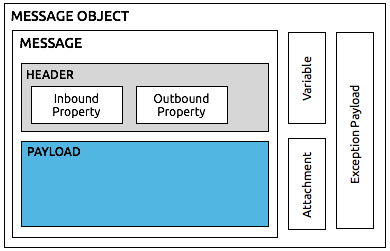 MESSAGE OBJECT
MESSAGE
HEADER
Inbound
Property
Outbound
Property
PAYLOAD
Variable
Attachment
Exception Payload